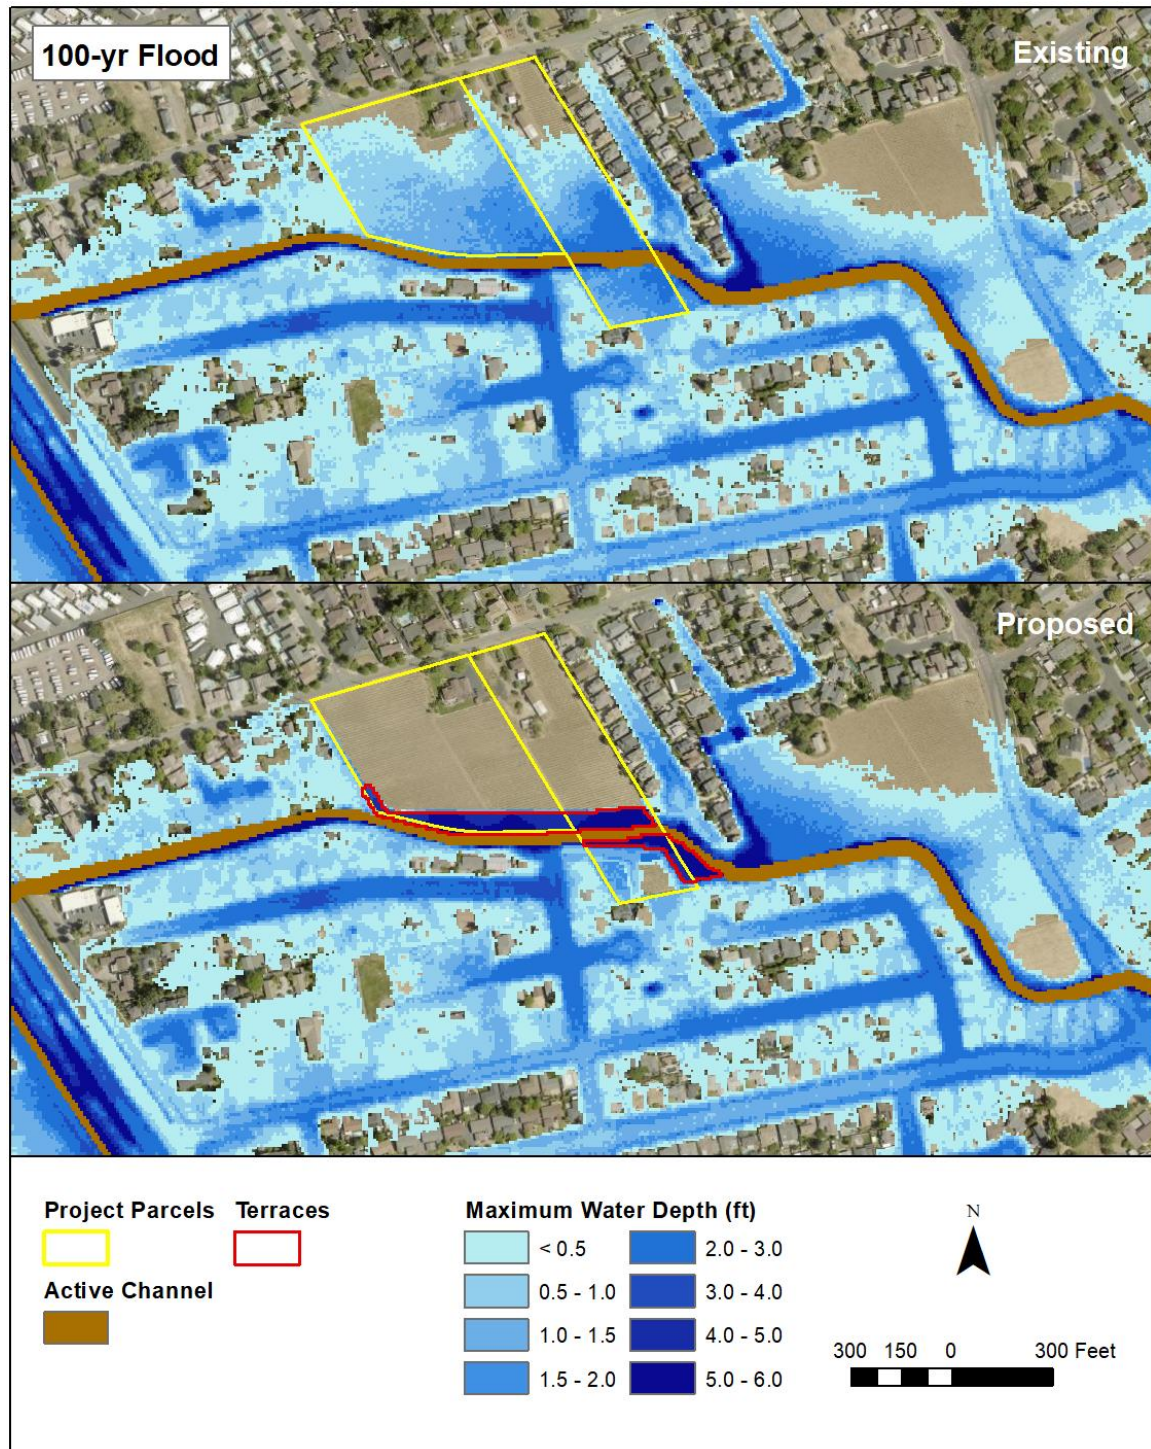 100-yr Flood
Existing
Proposed
Project Parcels
Terraces
Active Channel
Maximum Water Depth (ft)
< 0.5
2.0 - 3.0
0.5 - 1.0
3.0 - 4.0
1.0 - 1.5
4.0 - 5.0
1.5 - 2.0
5.0 - 6.0
N
300 150 0 300 Feet